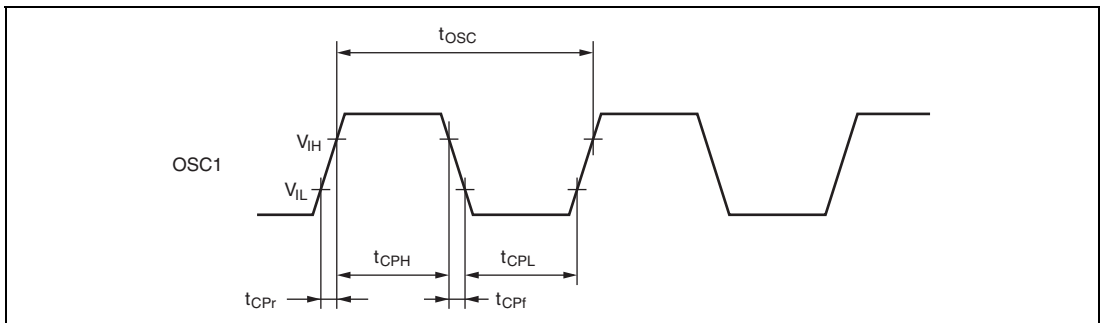 tOSC
VIH
OSC1
VIL
tCPH
tCPL
tCPr
tCPf